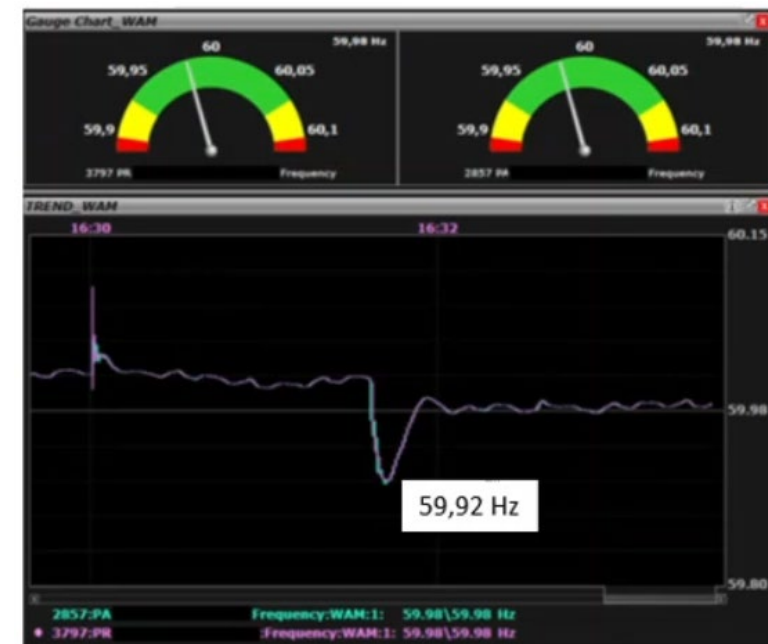 Gauge Chart_WAM
59,98 Hz
60
59,95
60,05
59,9
60,1
3797 PR
Frequency
59,98 Hz
60
59,95
60,05
59,9
60,1
2857 PA
Frequency
TREND_WAM
16:30
16:32
60.15
59.98
59,92 Hz
59.80
2857:PA Frequency:WAM:1: 59.98\59.98 Hz
3797:PR :Frequency:WAM:1: 59.98\59.98 Hz